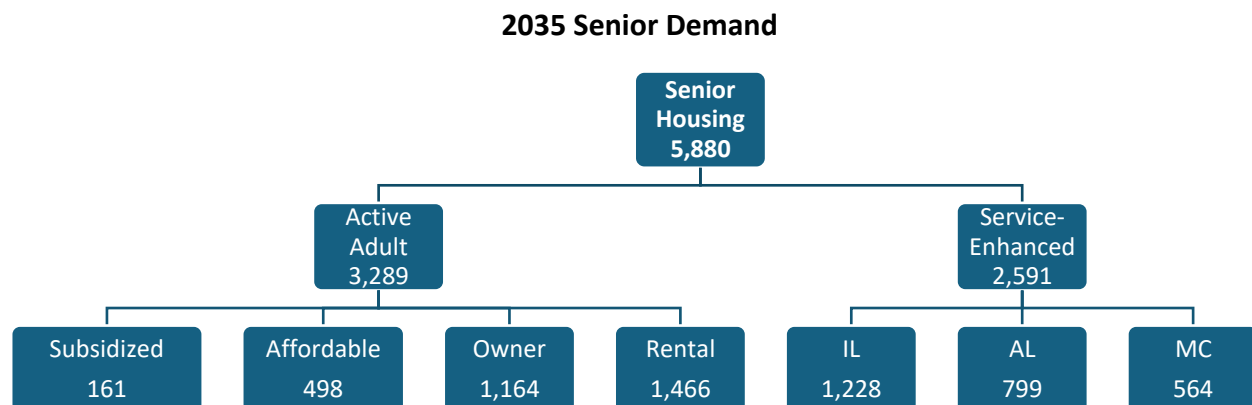 2035 Senior Demand
Senior
Housing
5,880
Active
Adult
3,289
Service-
Enhanced
2,591
Subsidized
161
Affordable
498
Owner
1,164
Rental
1,466
IL
1,228
AL
799
MC
564